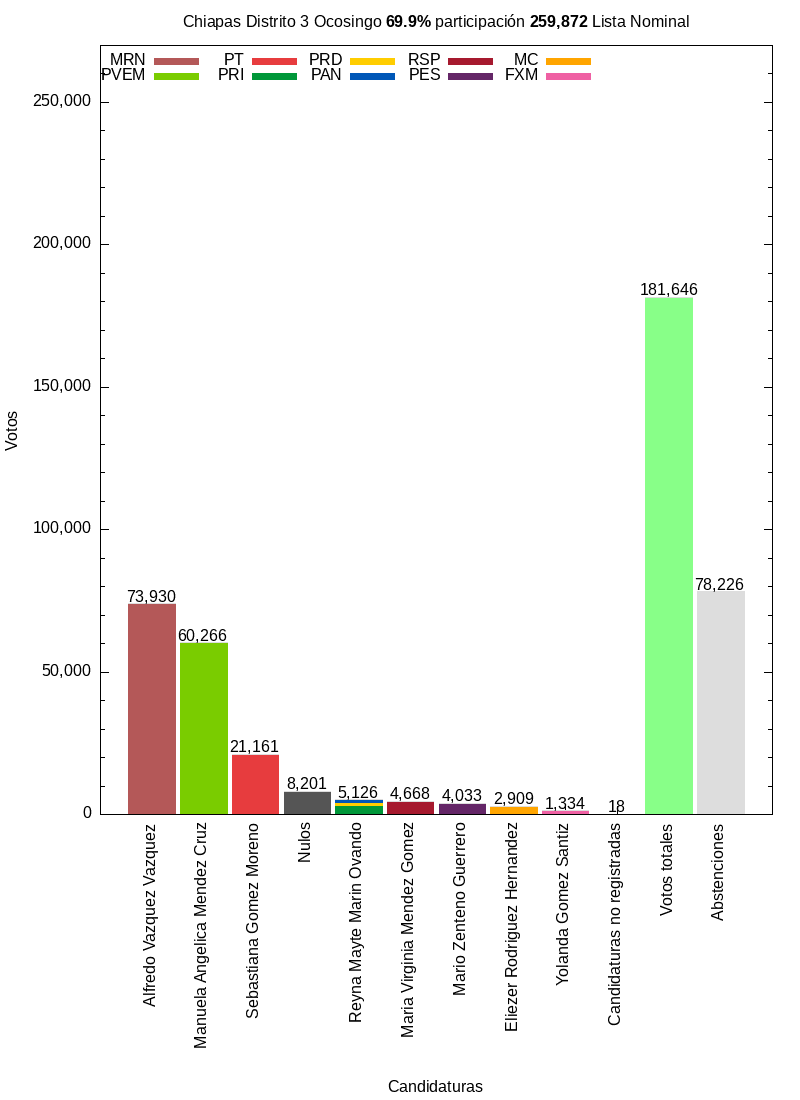 Chiapas Distrito 3 Ocosingo 69.9% participación 259,872 Lista Nominal
MRN PT PRD RSP MC
PVEM PRI PAN PES FXM
Votos
250,000
200,000
150,000
100,000
50,000
0
73,930
60,266
21,161
8,201
5,126
4,668
4,033
2,909
1,334
18
181,646
78,226
Alfredo Vazquez Vazquez
Manuela Angelica Mendez Cruz
Sebastiana Gomez Moreno
Nulos
Reyna Mayte Marin Ovando
Maria Virginia Mendez Gomez
Mario Zenteno Guerrero
Eliezer Rodriguez Hernandez
Yolanda Gomez Santiz
Candidaturas no registradas
Votos totales
Abstenciones
Candidaturas